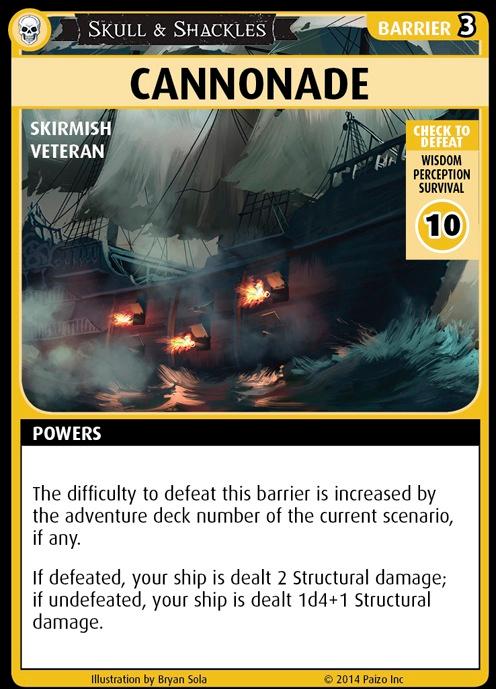 SKULL & SHACKLES
BARRIER 3
CANNONADE
SKIRMISH
VETERAN
CHECK TO
DEFEAT
WISDOM
PERCEPTION
SURVIVAL
10
POWERS
The difficulty to defeat this barrier is increased by
the adventure deck number of the current scenario,
if any.
If defeated, your ship is dealt 2 Structural damage;
if undefeated, your ship is dealt 1d4+1 Structural
damage.
Illustration by Bryan Sola
© 2014 Paizo Inc